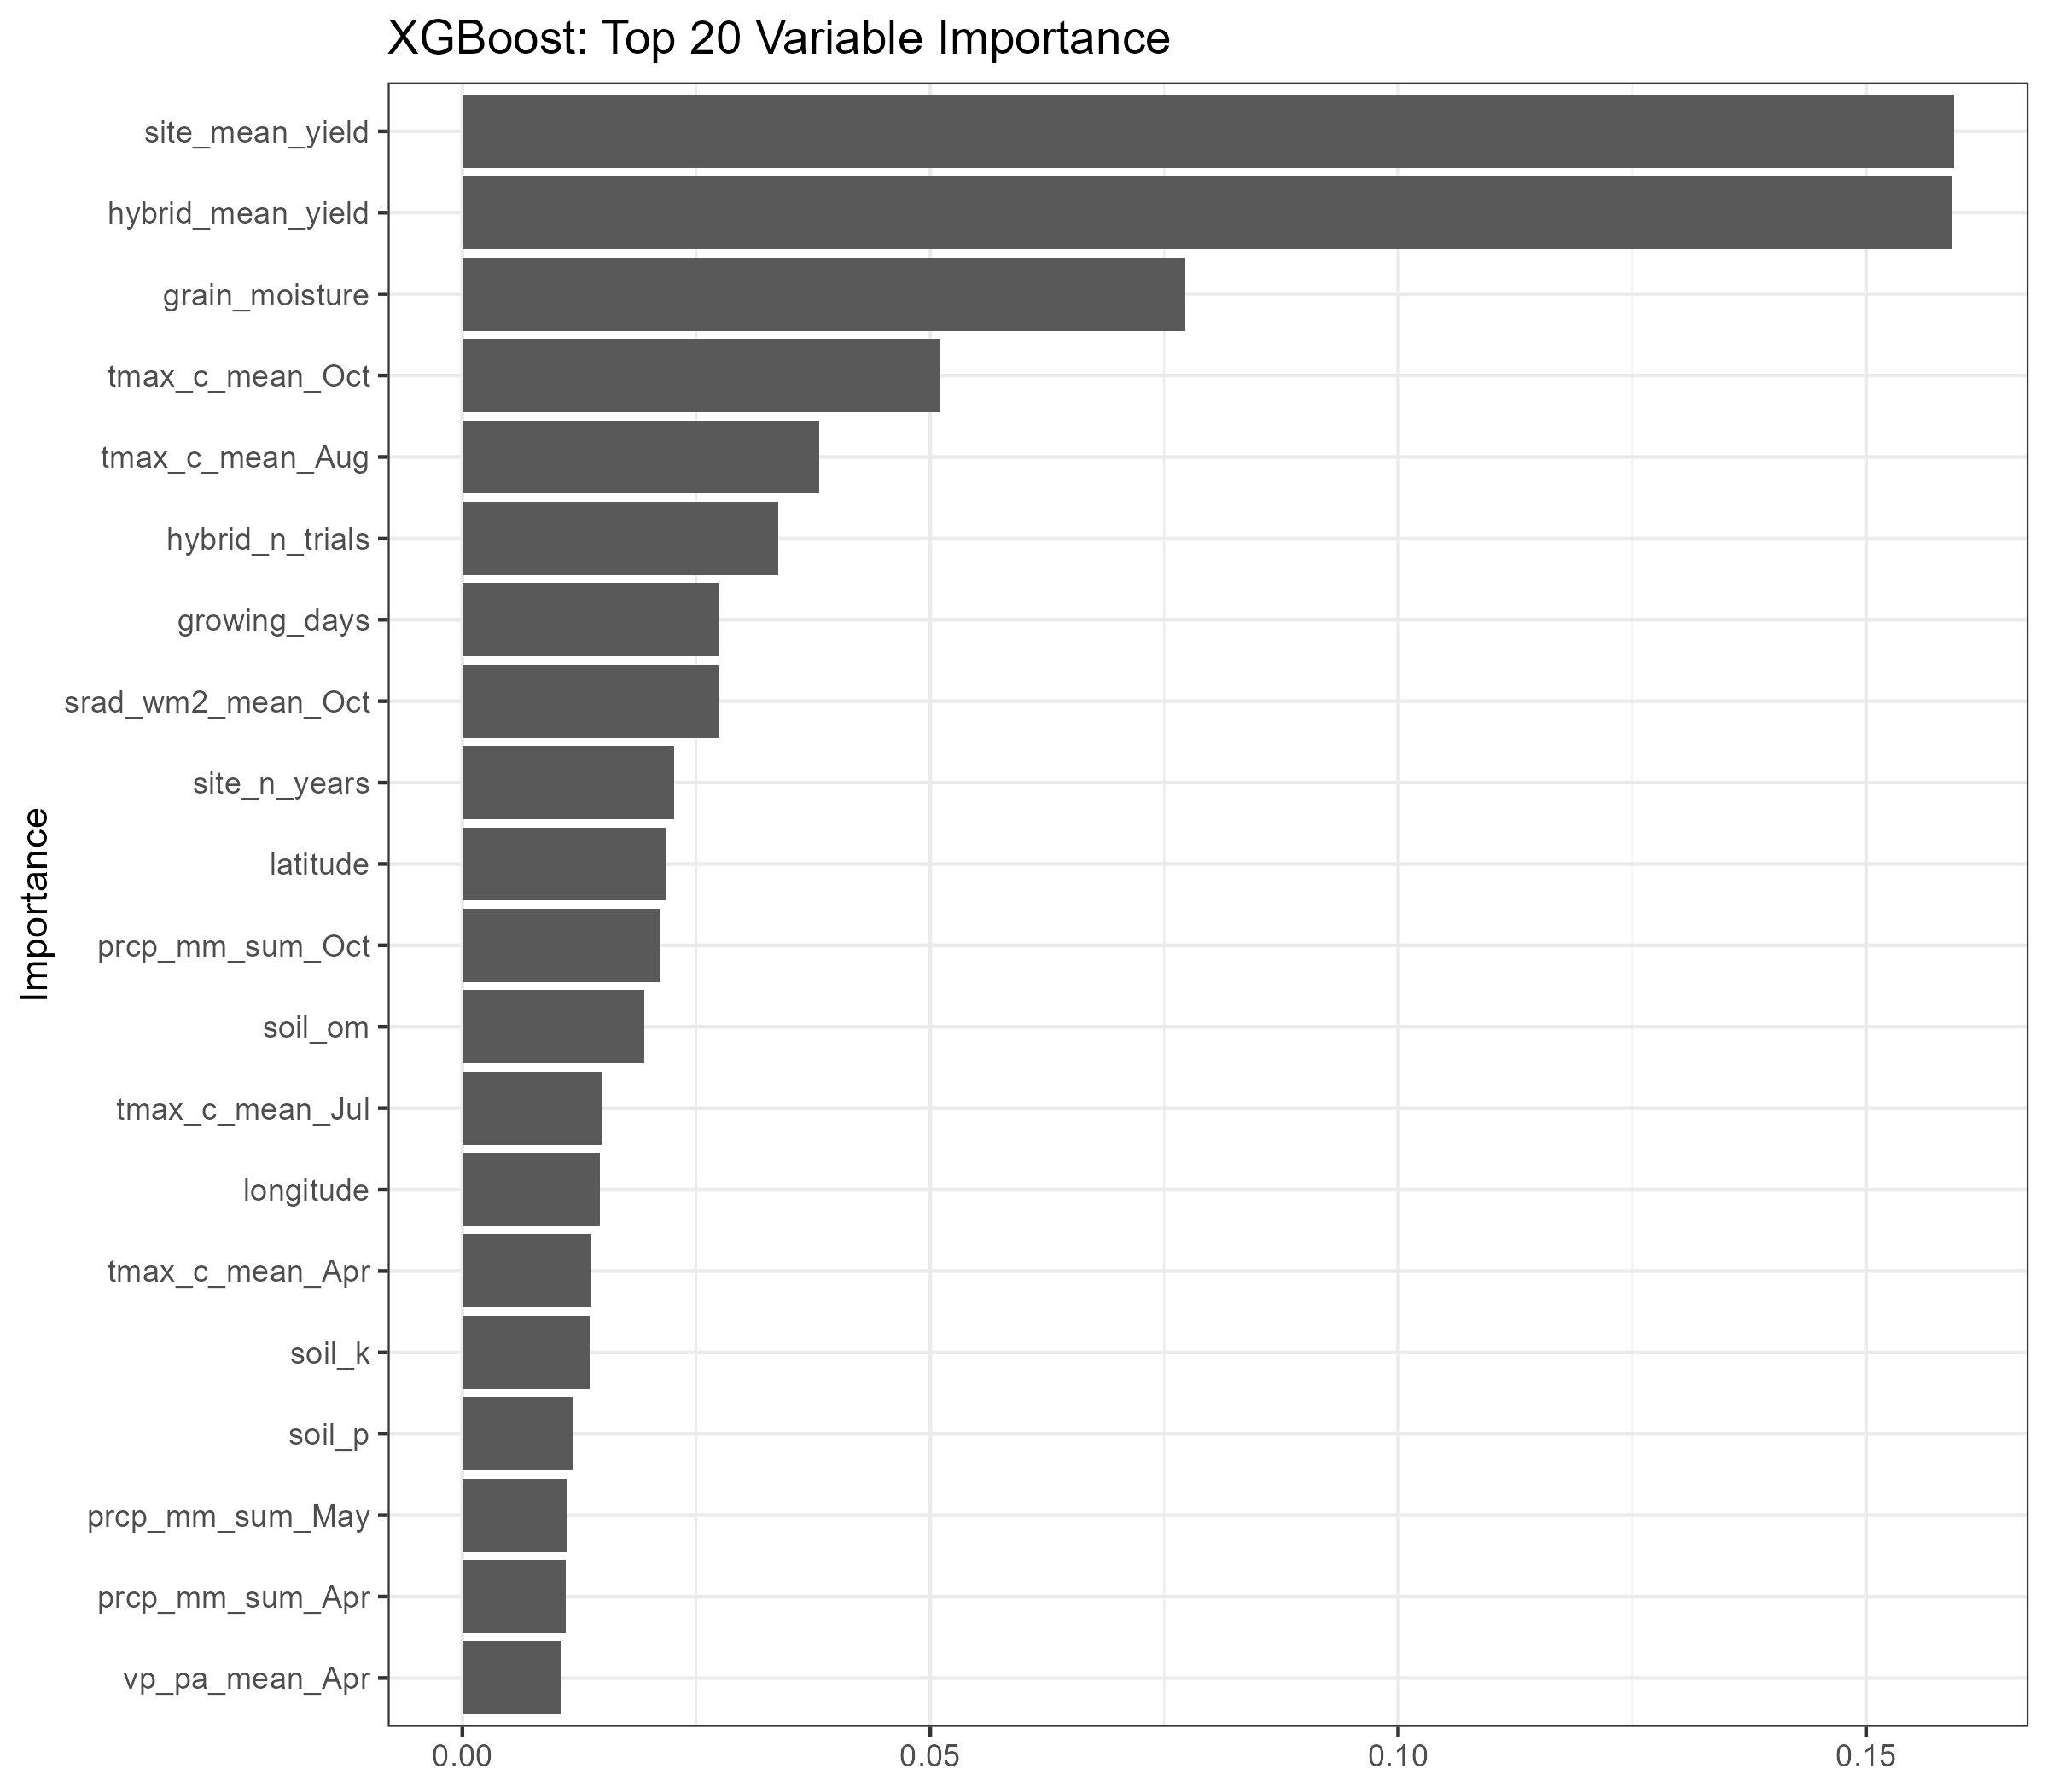 XGBoost: Top 20 Variable Importance
site_mean_yield
hybrid_mean_yield
grain_moisture
tmax_c_mean_Oct
tmax_c_mean_Aug
hybrid_n_trials
growing_days
srad_wm2_mean_Oct
site_n_years
latitude
prcp_mm_sum_Oct
soil_om
tmax_c_mean_Jul
longitude
tmax_c_mean_Apr
soil_k
soil_p
prcp_mm_sum_May
prcp_mm_sum_Apr
vp_pa_mean_Apr
Importance
0.00 0.05 0.10 0.15